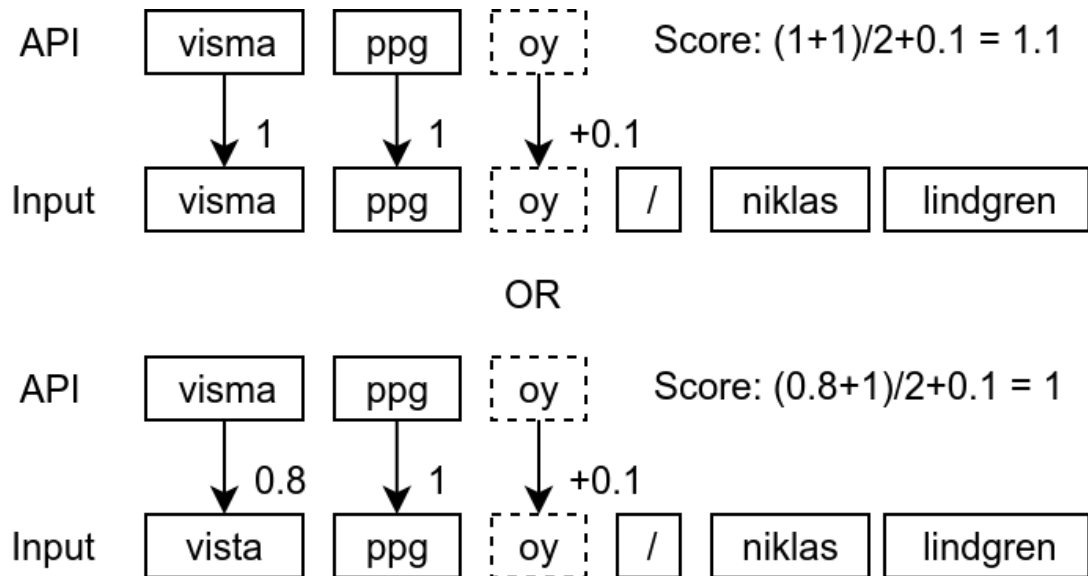 API visma ppg oy Score: (1+1)/2+0.1 = 1.1
1 1 +0.1
Input visma ppg oy / niklas lindgren
OR
API visma ppg oy Score: (0.8+1)/2+0.1 = 1
0.8 1 +0.1
Input vista ppg oy / niklas lindgren